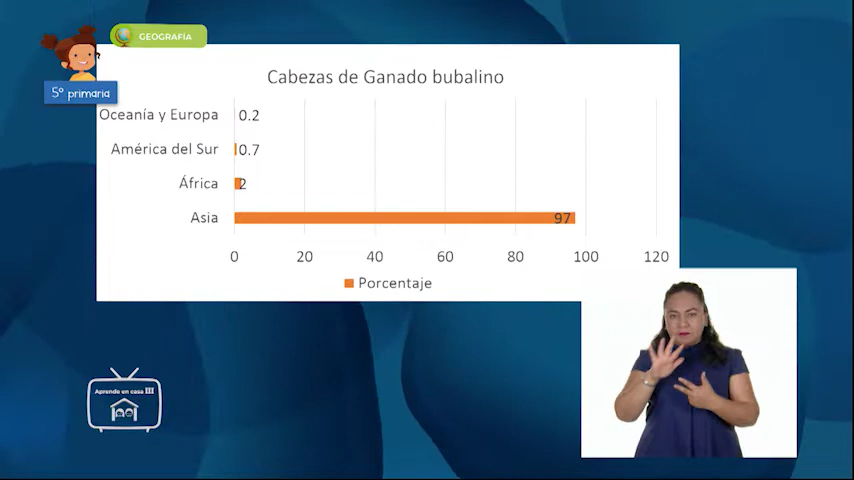 GEOGRAFÍA
5° primaria
Cabezas de Ganado bubalino
Oceanía y Europa 0.2
América del Sur 0.7
África 2
Asia 97
0 20 40 60 80 100 120
Porcentaje
Aprende en casa III